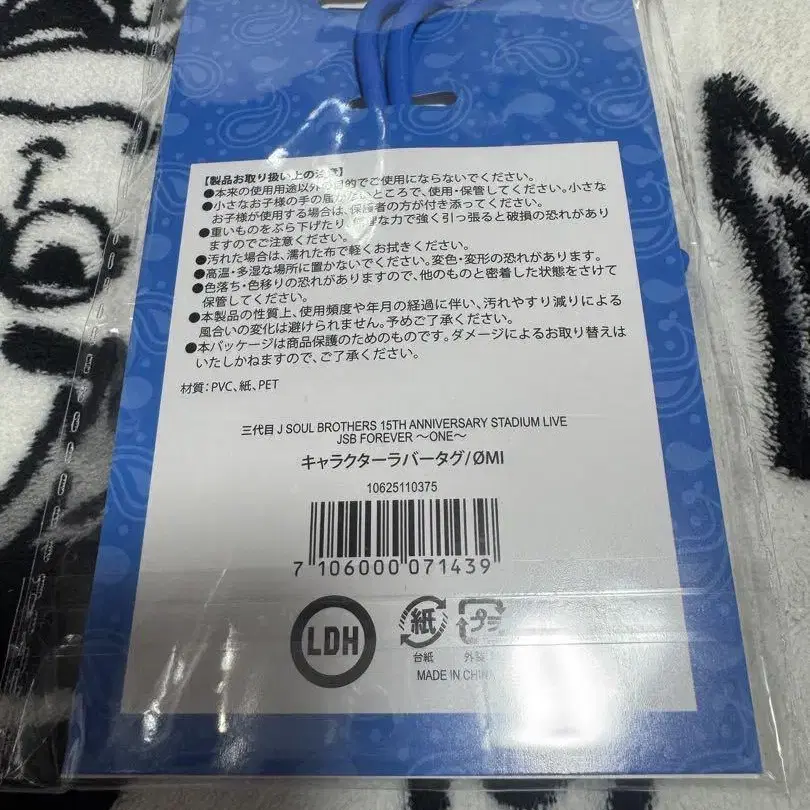 【製品お取り扱い上の注意】
●本来の使用用途以外の目的でご使用にならないでください。
●小さなお子様の手の届かないところで、使用・保管してください。小さな
お子様が使用する場合は、保護者の方が付き添ってください。
●重いものをぶら下げたり、無理な力で強く引っ張ると破損の恐れがあり
ますのでご注意ください。
●汚れた場合は、濡れた布で軽くお拭きください。
●高温・多湿な場所に置かないでください。変色・変形の恐れがあります。
●色落ち・色移りの恐れがありますので、他のものと密着した状態をさけて
保管してください。
●本製品の性質上、使用頻度や年月の経過に伴い、汚れやすり減りによる
風合いの変化は避けられません。予めご了承ください。
●本パッケージは商品保護のためのものです。ダメージによるお取り替えは
いたしかねますので、ご了承ください。
材質:PVC、紙、PET
三代目 J SOUL BROTHERS 15TH ANNIVERSARY STADIUM LIVE
JSB FOREVER ～ONE～
キャラクターラバータグ/ØMI
10625110375
7 106000 071439
LDH 紙 プラ
台紙 外装
MADE IN CHINA